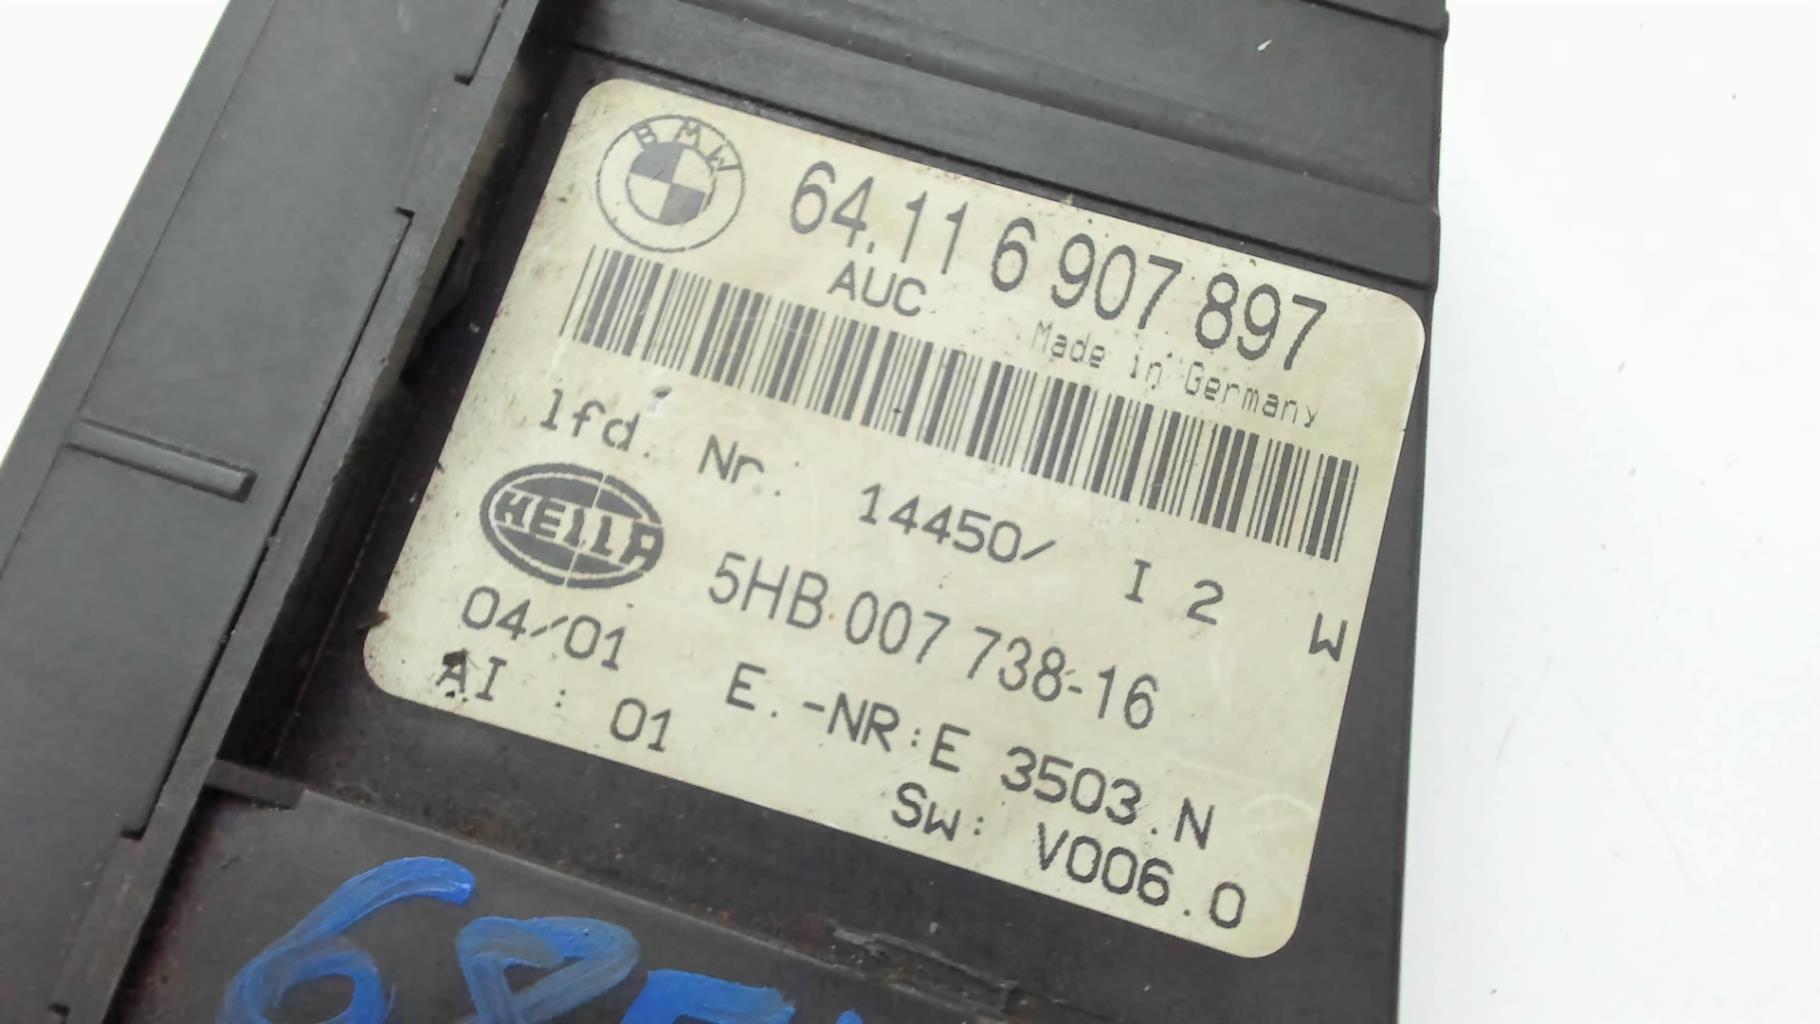 BMW
64.11 6 907 897
AUC
Made in Germany
lfd. Nr. 14450/ I 2 W
HELLA
5HB 007 738-16
04/01
E.-NR:E 3503.N
AI : 01
SW: V006.0